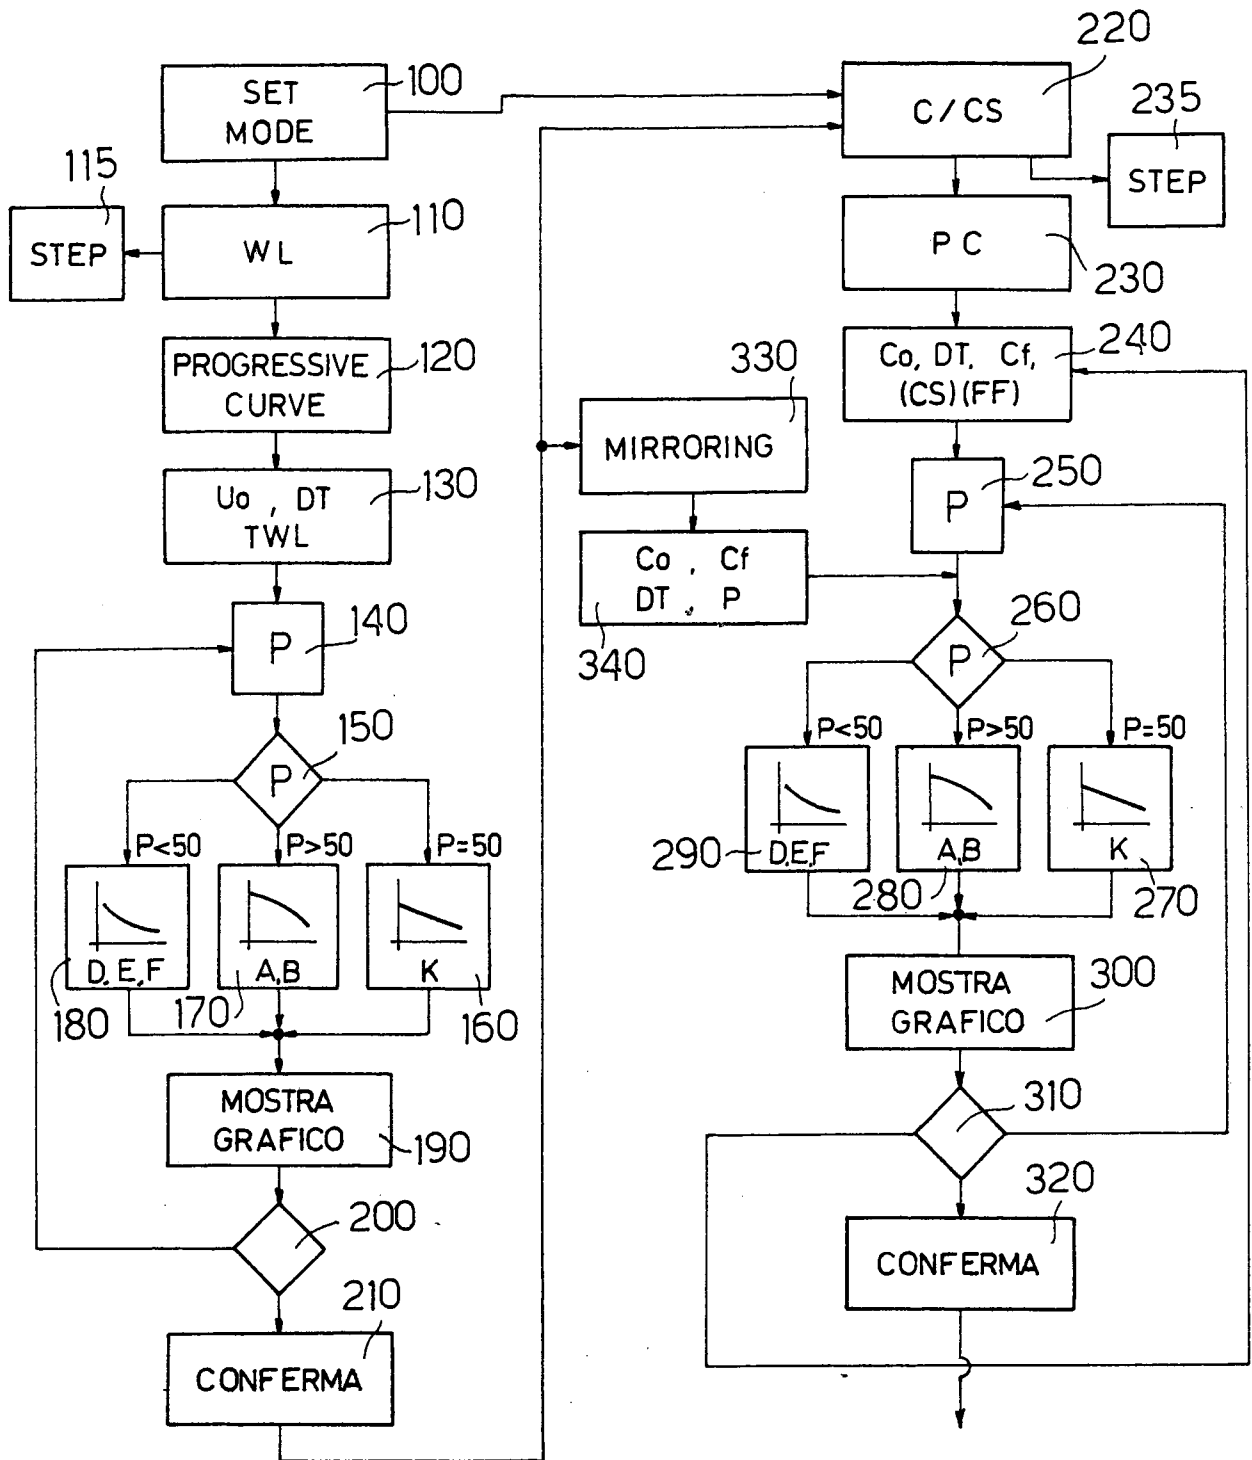 100
SET
MODE
115
STEP
110
WL
120
PROGRESSIVE
CURVE
130
Uo, DT
TWL
140
P
150
P
P<50
P>50
P=50
D,E,F
A,B
K
180
170
160
MOSTRA
GRAFICO
190
200
210
CONFERMA
220
C/CS
235
STEP
PC
230
240
Co, DT, Cf,
(CS)(FF)
330
MIRRORING
250
P
Co, Cf
DT, P
340
260
P
P<50
P>50
P=50
D,E,F
A,B
K
290
280
270
300
MOSTRA
GRAFICO
310
320
CONFERMA